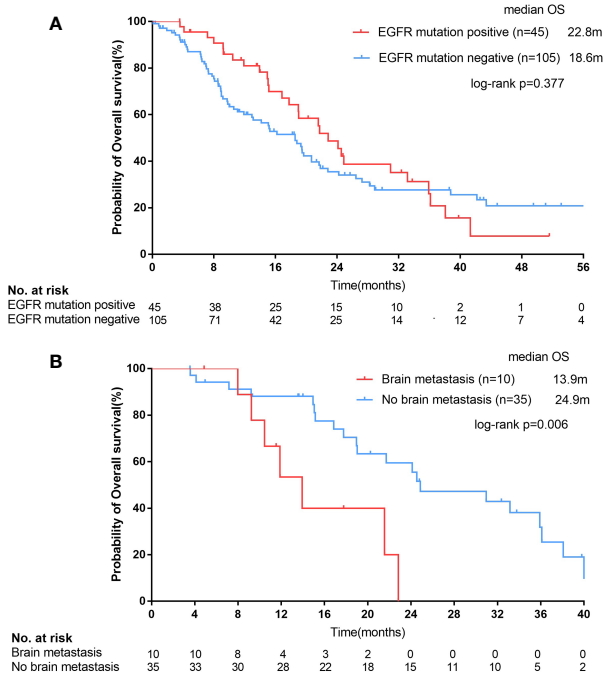 A
median OS
EGFR mutation positive (n=45) 22.8m
EGFR mutation negative (n=105) 18.6m
log-rank p=0.377
Probability of Overall survival(%)
100
80
60
40
20
0
0 8 16 24 32 40 48 56
Time(months)
No. at risk
EGFR mutation positive 45 38 25 15 10 2 1 0
EGFR mutation negative 105 71 42 25 14 12 7 4
B
median OS
Brain metastasis (n=10) 13.9m
No brain metastasis (n=35) 24.9m
log-rank p=0.006
Probability of Overall survival(%)
100
80
60
40
20
0
0 4 8 12 16 20 24 28 32 36 40
Time(months)
No. at risk
Brain metastasis 10 10 8 4 3 2 0 0 0 0 0
No brain metastasis 35 33 30 28 22 18 15 11 10 5 2